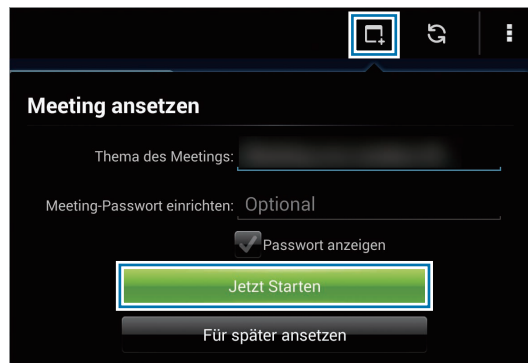 Meeting ansetzen
Thema des Meetings:
Meeting-Passwort einrichten: Optional
Passwort anzeigen
Jetzt Starten
Für später ansetzen